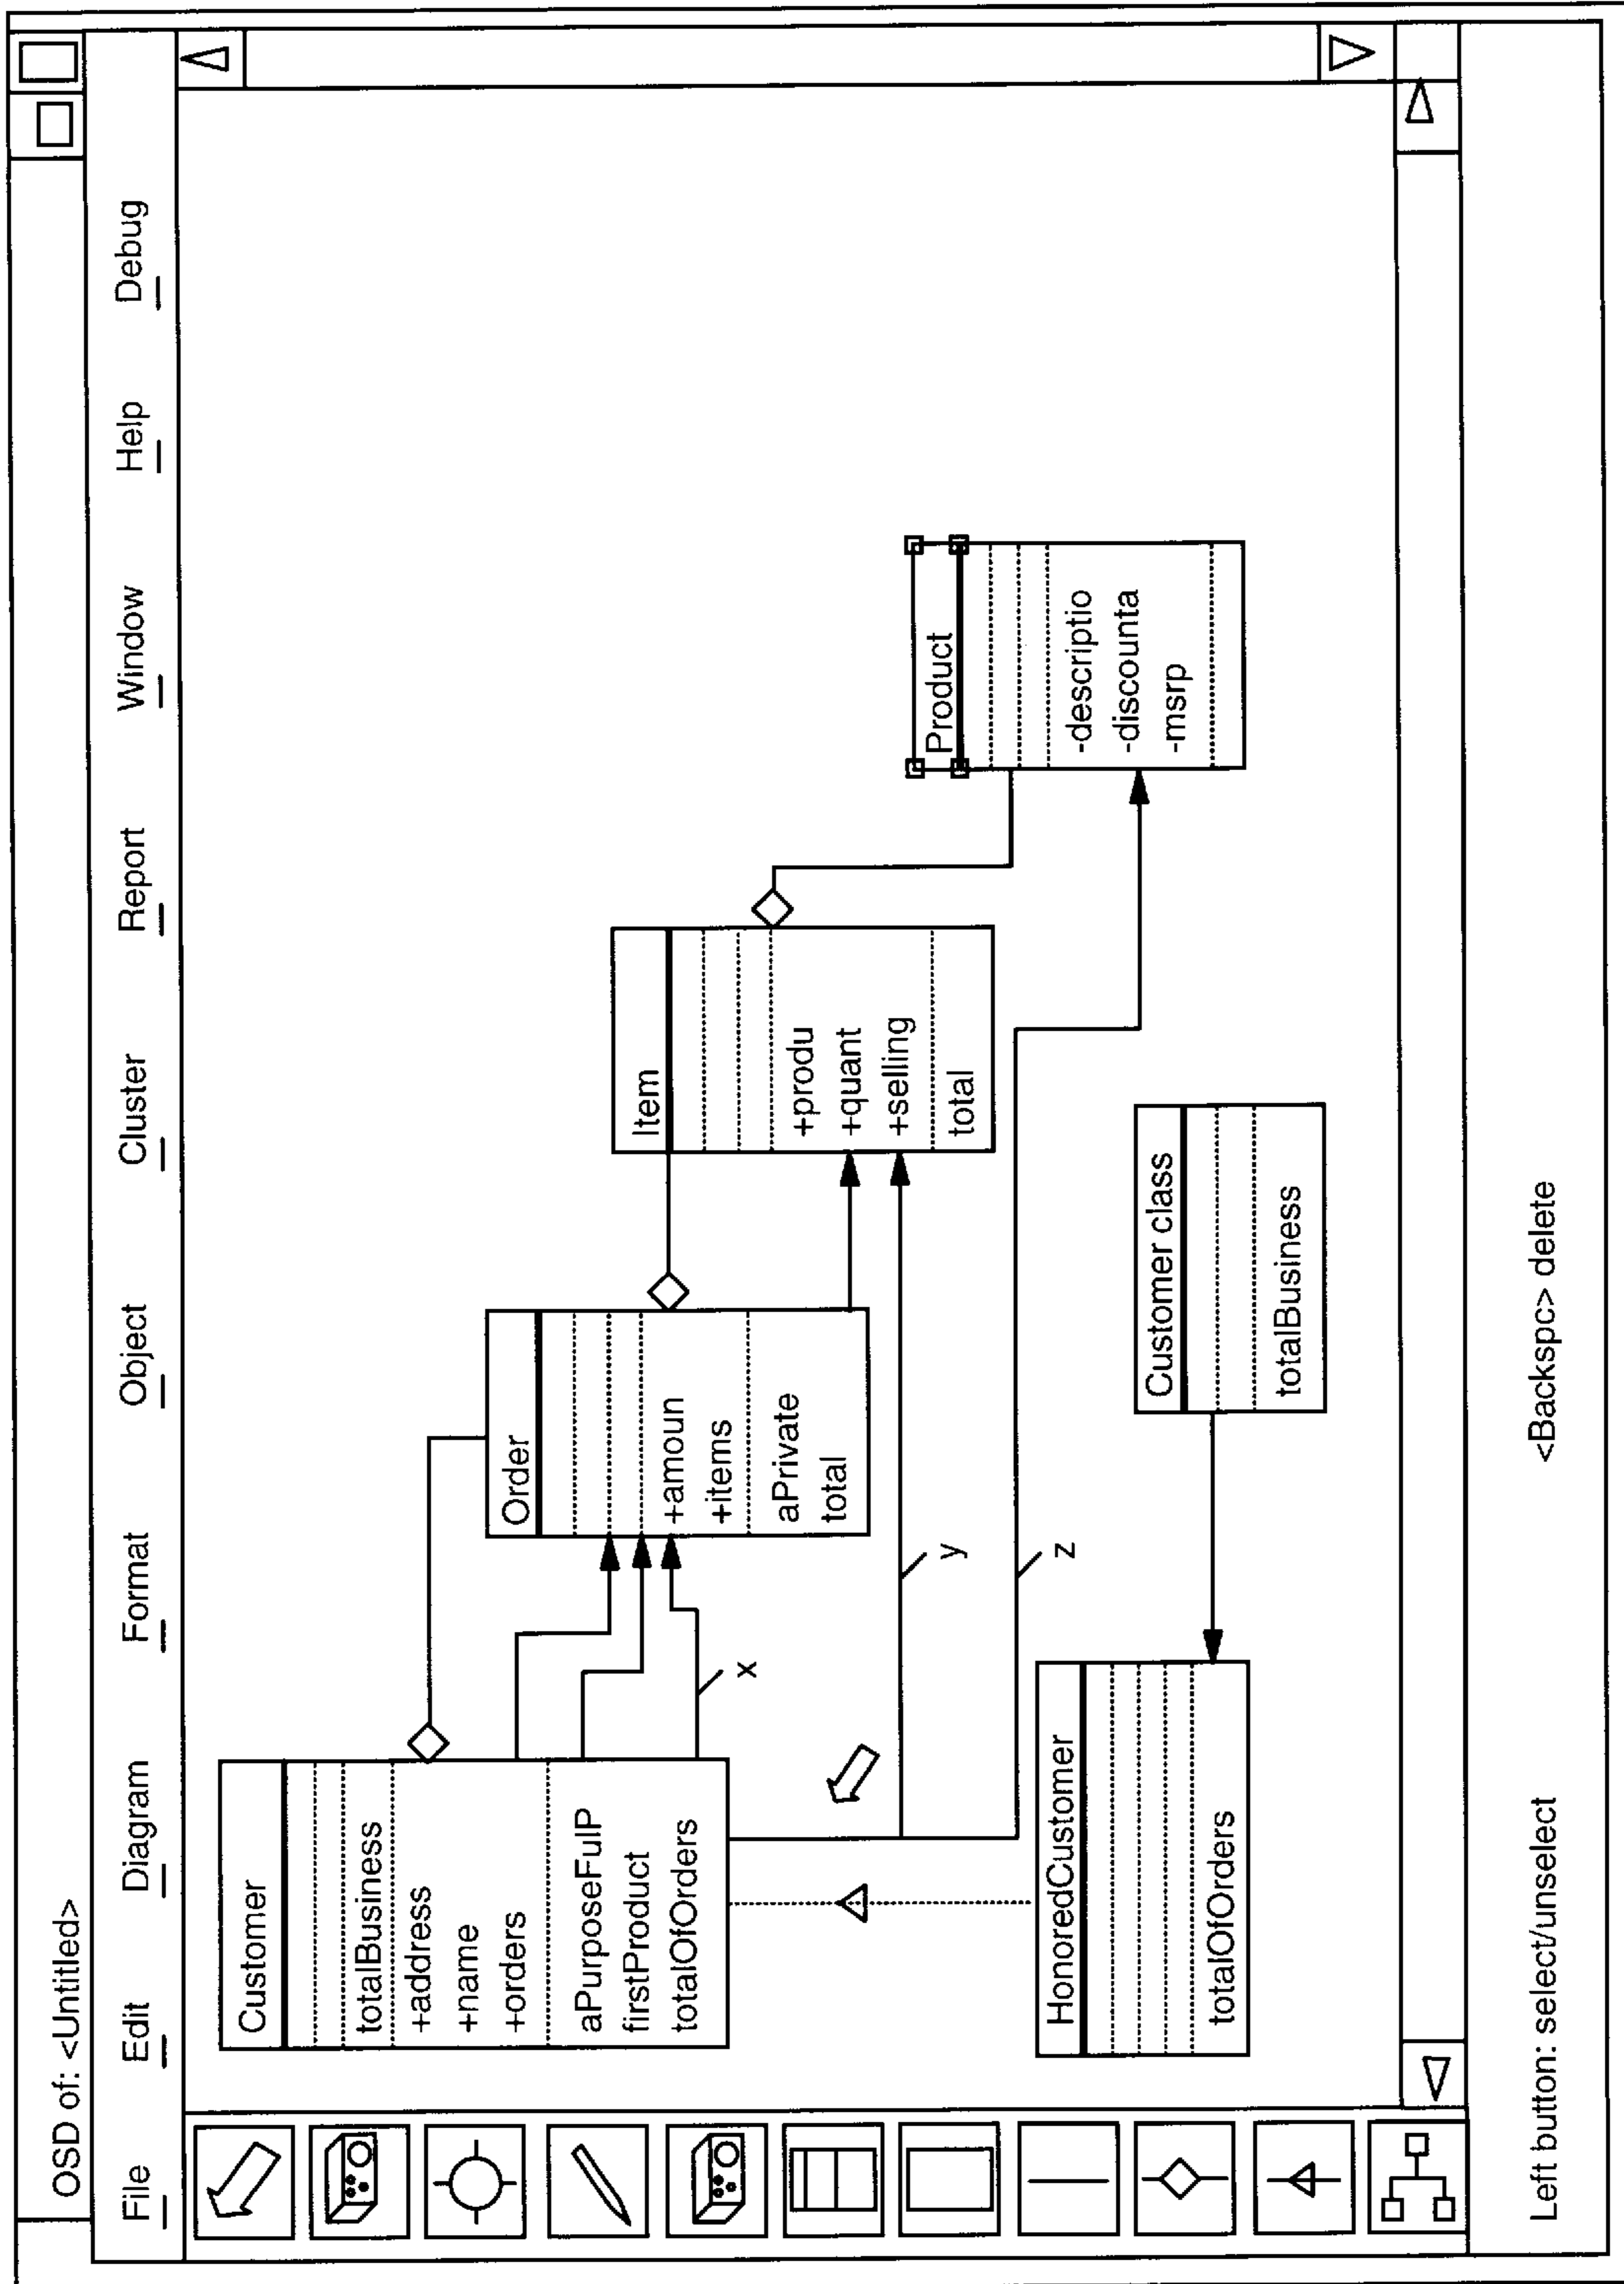 OSD of: <Untitled>
File Edit Diagram Format Object Cluster Report Window Help Debug
Customer
totalBusiness
+address
+name
+orders
aPurposeFulP
firstProduct
totalOfOrders
Order
+amoun
+items
aPrivate
total
Item
+produ
+quant
+selling
total
Product
-descriptio
-discounta
-msrp
x
y
z
HonoredCustomer
totalOfOrders
Customer class
totalBusiness
Left button: select/unselect <Backspc> delete